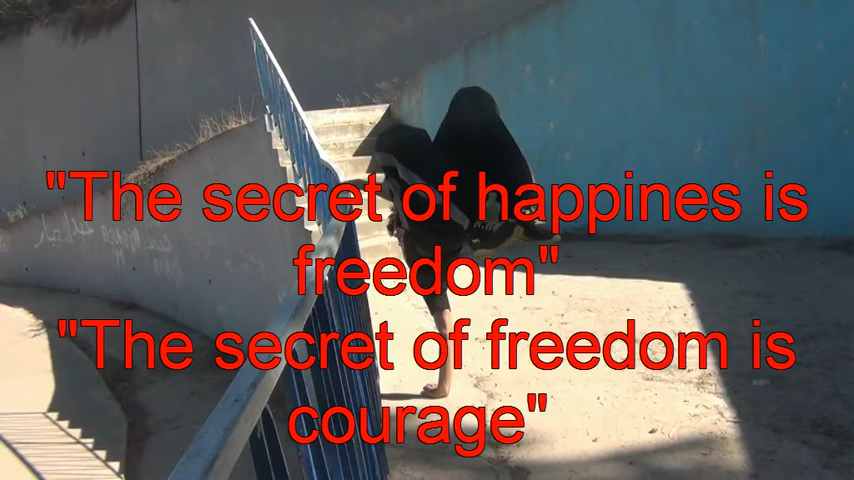 "The secret of happines is
freedom"
"The secret of freedom is
courage"